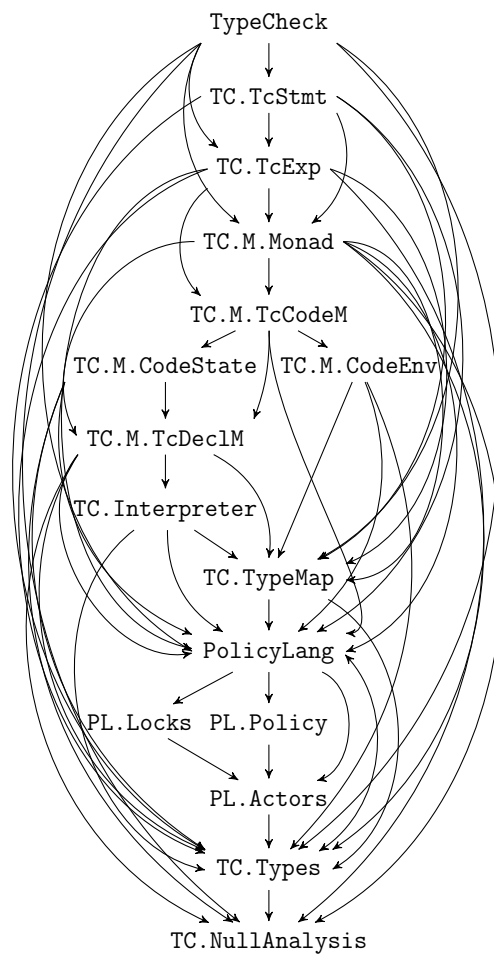 TypeCheck
TC.TcStmt
TC.TcExp
TC.M.Monad
TC.M.TcCodeM
TC.M.CodeState TC.M.CodeEnv
TC.M.TcDeclM
TC.Interpreter
TC.TypeMap
PolicyLang
PL.Locks PL.Policy
PL.Actors
TC.Types
TC.NullAnalysis